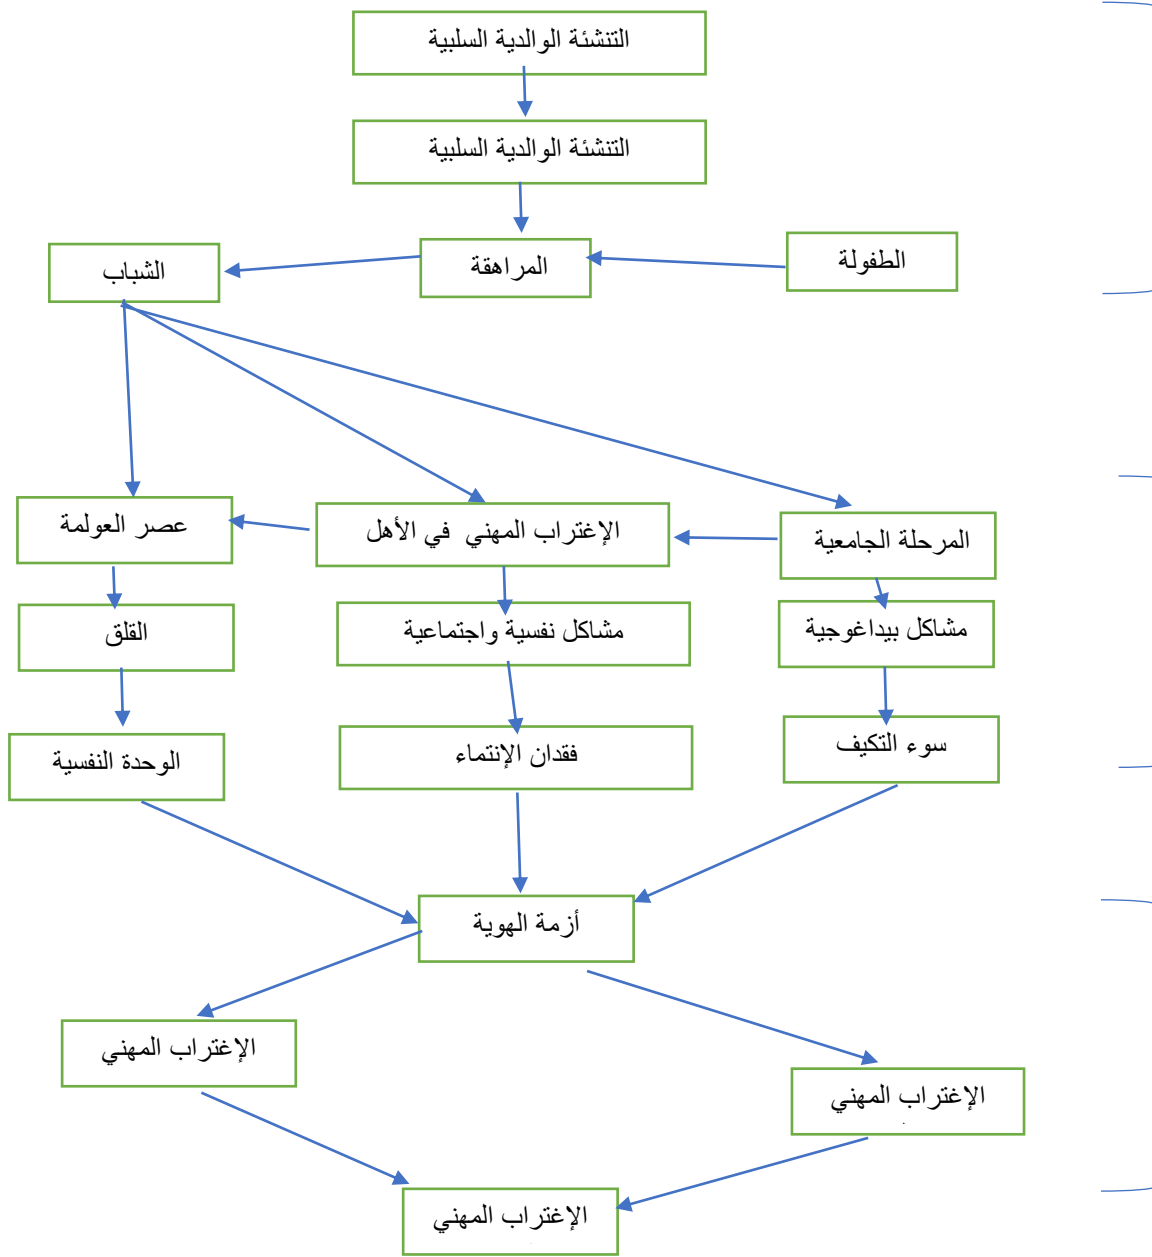 التنشئة الوالدية السلبية
التنشئة الوالدية السلبية
الطفولة
المراهقة
الشباب
المرحلة الجامعية
الإغتراب المهني في الأهل
عصر العولمة
مشاكل بيداغوجية
مشاكل نفسية واجتماعية
القلق
سوء التكيف
فقدان الإنتماء
الوحدة النفسية
أزمة الهوية
الإغتراب المهني
الإغتراب المهني
الإغتراب المهني